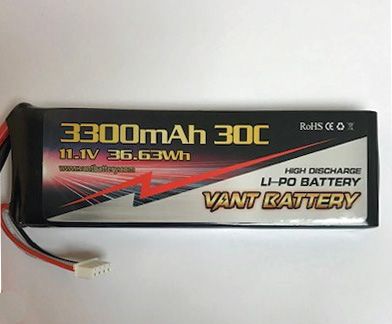 3300mAh 30C
RoHS CE
11.1V 36.63Wh
www.vantbattery.com
HIGH DISCHARGE
LI-PO BATTERY
VANT BATTERY